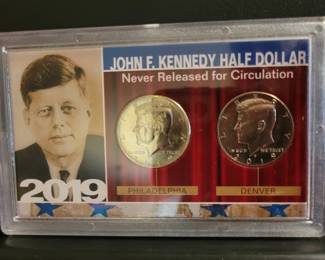 JOHN F. KENNEDY HALF DOLLAR
Never Released for Circulation
2019
PHILADELPHIA
DENVER